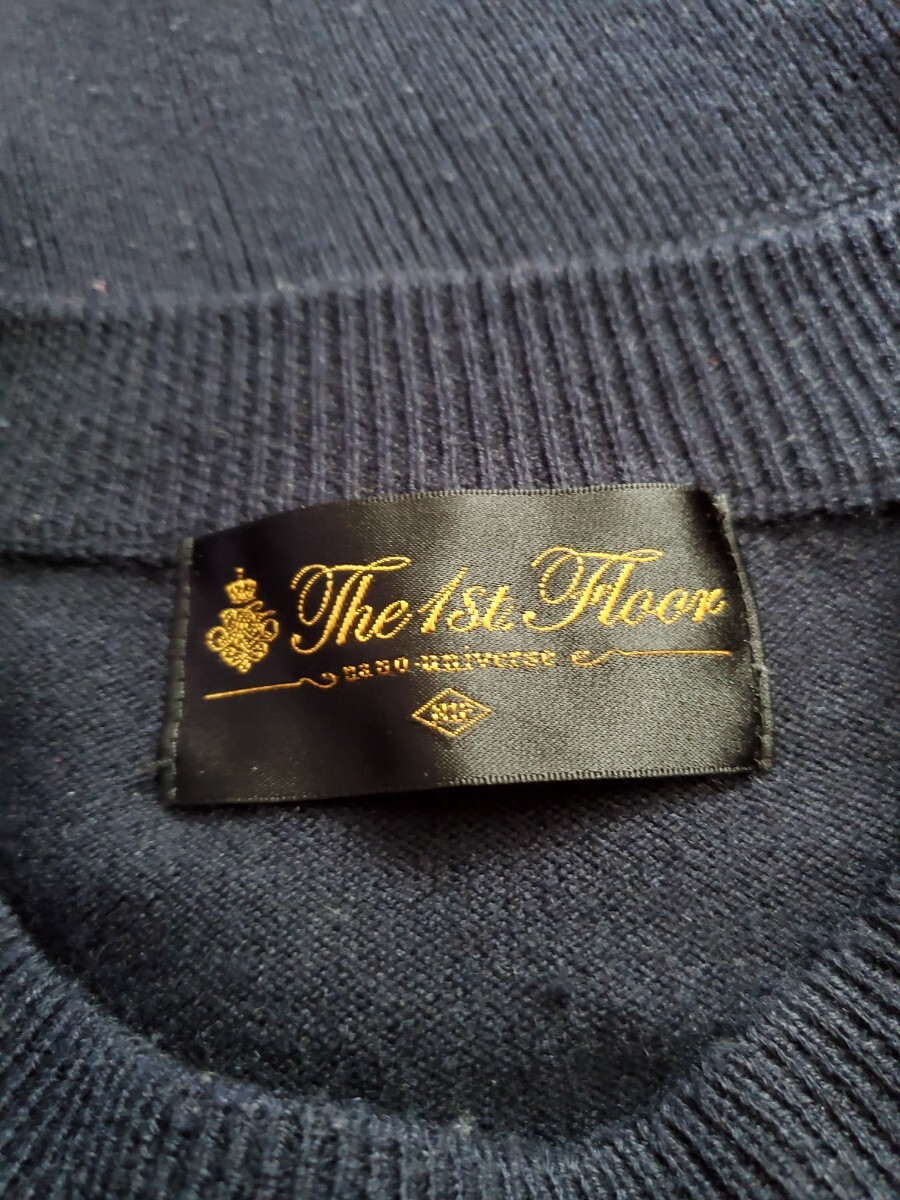 The 1st. Floor
nano·universe